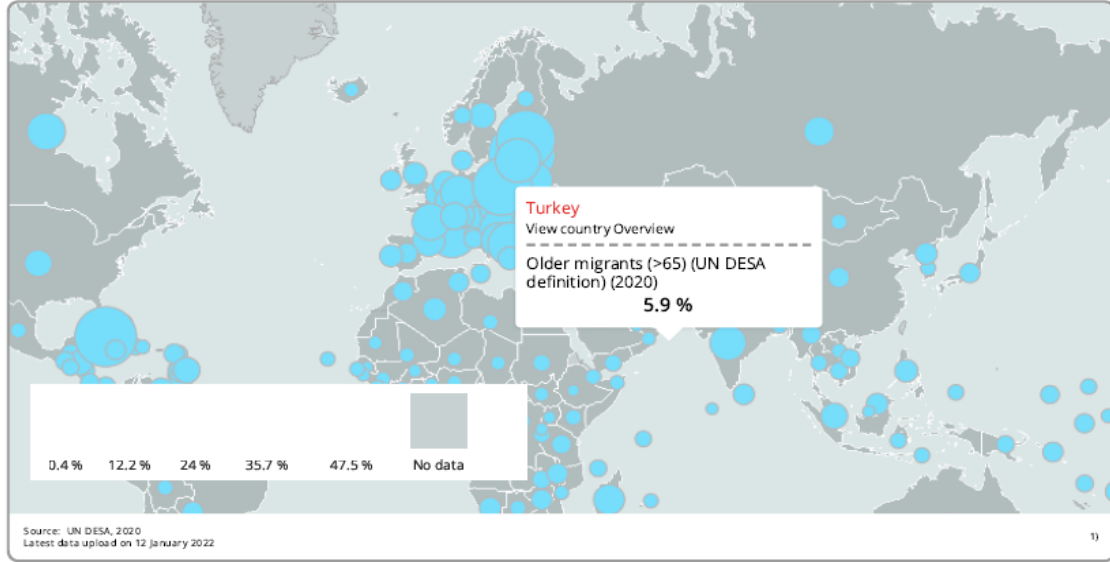 Turkey
View country Overview
Older migrants (>65) (UN DESA
definition) (2020)
5.9 %
0.4 % 12.2 % 24 % 35.7 % 47.5 % No data
Source: UN DESA, 2020
Latest data upload on 12 January 2022
1)